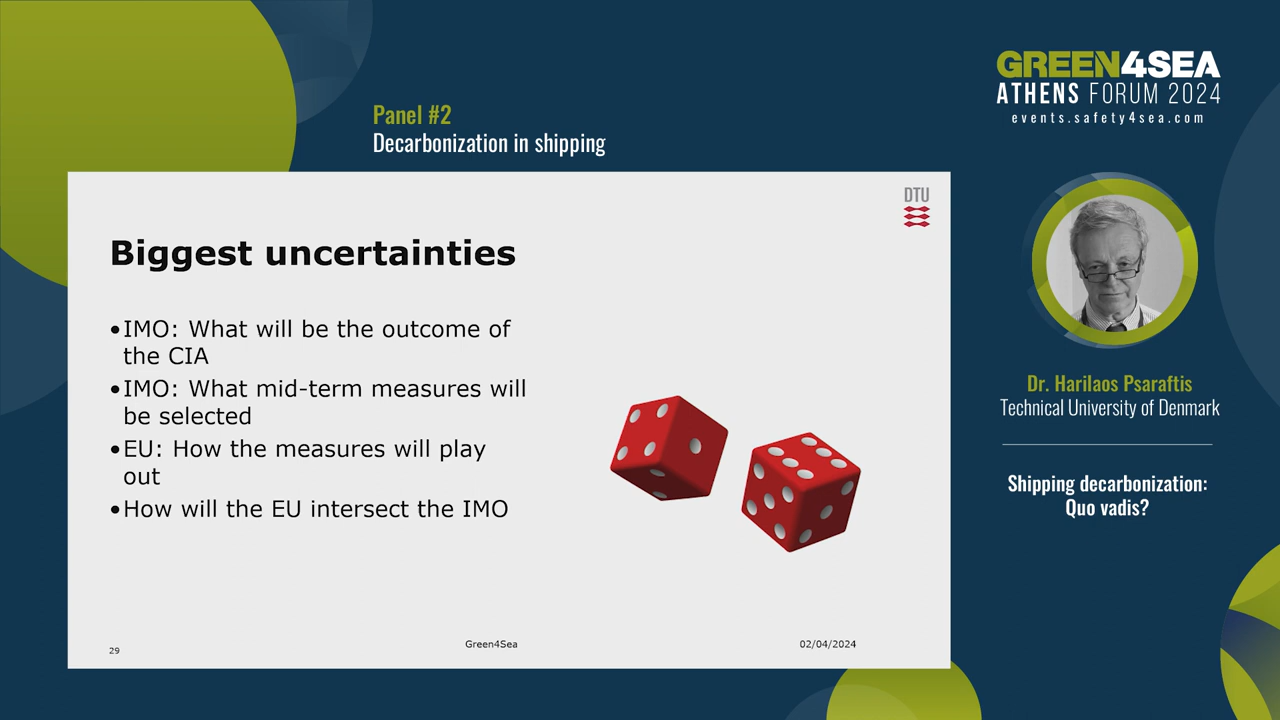 GREEN4SEA
ATHENS FORUM 2024
events.safety4sea.com
Panel #2
Decarbonization in shipping
DTU
Biggest uncertainties
•IMO: What will be the outcome of
the CIA
•IMO: What mid-term measures will
be selected
•EU: How the measures will play
out
•How will the EU intersect the IMO
29
Green4Sea
02/04/2024
Dr. Harilaos Psaraftis
Technical University of Denmark
Shipping decarbonization:
Quo vadis?